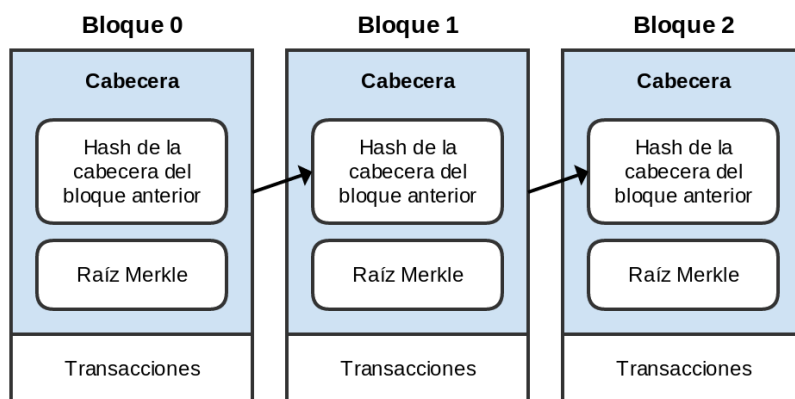 Bloque 0
Cabecera
Hash de la
cabecera del
bloque anterior
Raíz Merkle
Transacciones
Bloque 1
Cabecera
Hash de la
cabecera del
bloque anterior
Raíz Merkle
Transacciones
Bloque 2
Cabecera
Hash de la
cabecera del
bloque anterior
Raíz Merkle
Transacciones